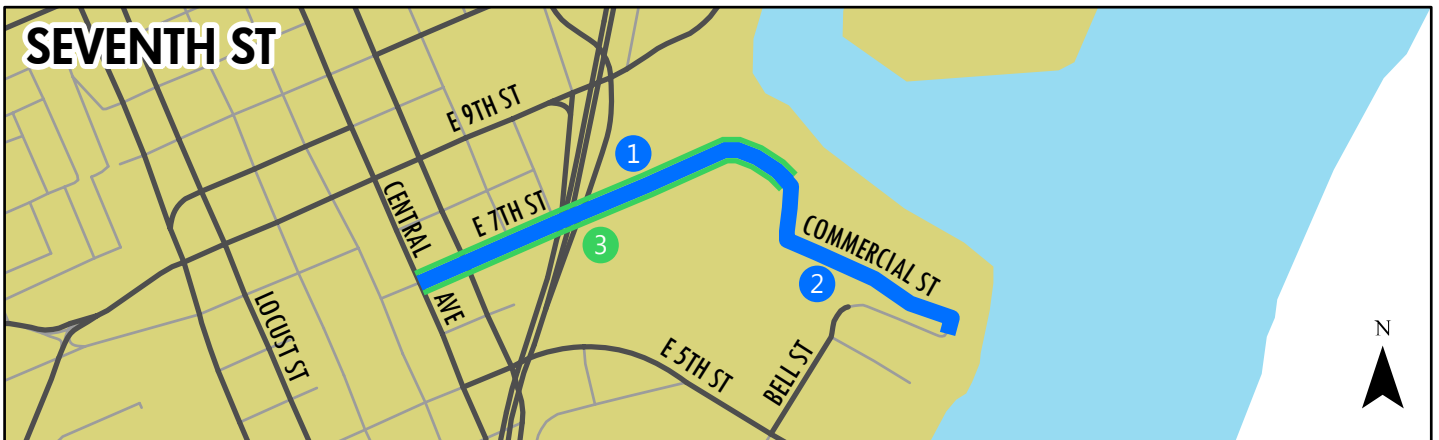 SEVENTH ST
E 9TH ST
1
CENTRAL
E 7TH ST
3
COMMERCIAL ST
2
AVE
LOCUST ST
N
E 5TH ST
BELL ST